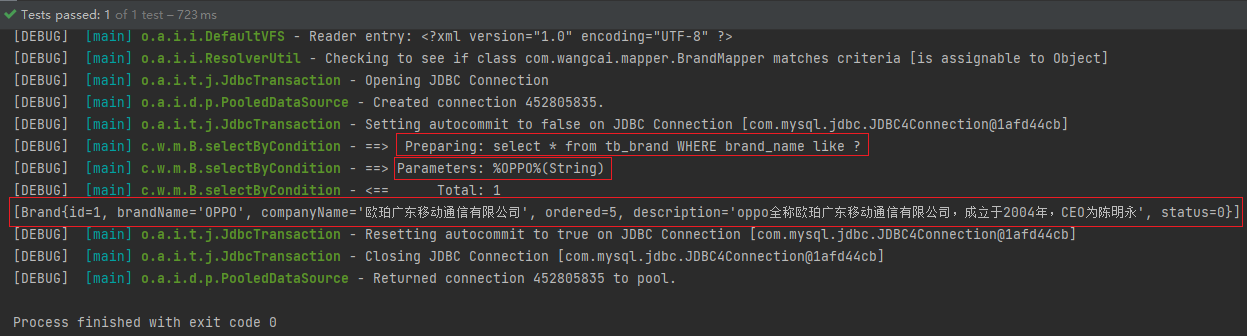 Tests passed: 1 of 1 test – 723 ms
[DEBUG]  [main] o.a.i.i.DefaultVFS - Reader entry: <?xml version="1.0" encoding="UTF-8" ?>
[DEBUG]  [main] o.a.i.i.ResolverUtil - Checking to see if class com.wangcai.mapper.BrandMapper matches criteria [is assignable to Object]
[DEBUG]  [main] o.a.i.t.j.JdbcTransaction - Opening JDBC Connection
[DEBUG]  [main] o.a.i.d.p.PooledDataSource - Created connection 452805835.
[DEBUG]  [main] o.a.i.t.j.JdbcTransaction - Setting autocommit to false on JDBC Connection [com.mysql.jdbc.JDBC4Connection@1afd44cb]
[DEBUG]  [main] c.w.m.B.selectByCondition - ==>  Preparing: select * from tb_brand WHERE brand_name like ?
[DEBUG]  [main] c.w.m.B.selectByCondition - ==> Parameters: %OPPO%(String)
[DEBUG]  [main] c.w.m.B.selectByCondition - <==      Total: 1
[Brand{id=1, brandName='OPPO', companyName='欧珀广东移动通信有限公司', ordered=5, description='oppo全称欧珀广东移动通信有限公司，成立于2004年，CEO为陈明永', status=0}]
[DEBUG]  [main] o.a.i.t.j.JdbcTransaction - Resetting autocommit to true on JDBC Connection [com.mysql.jdbc.JDBC4Connection@1afd44cb]
[DEBUG]  [main] o.a.i.t.j.JdbcTransaction - Closing JDBC Connection [com.mysql.jdbc.JDBC4Connection@1afd44cb]
[DEBUG]  [main] o.a.i.d.p.PooledDataSource - Returned connection 452805835 to pool.
Process finished with exit code 0